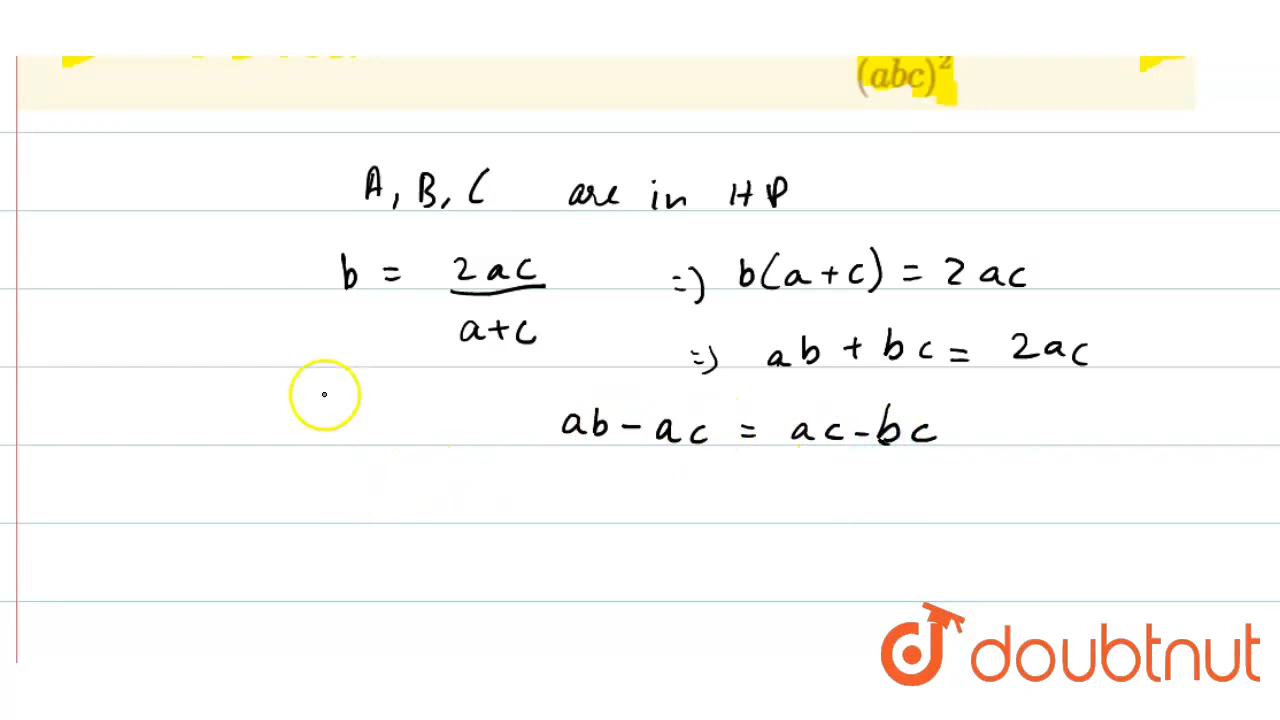 (abc)²
A, B, C are in HP
b = 2ac / a+c => b(a+c) = 2ac
=> ab + bc = 2ac
ab - ac = ac - bc
doubtnut